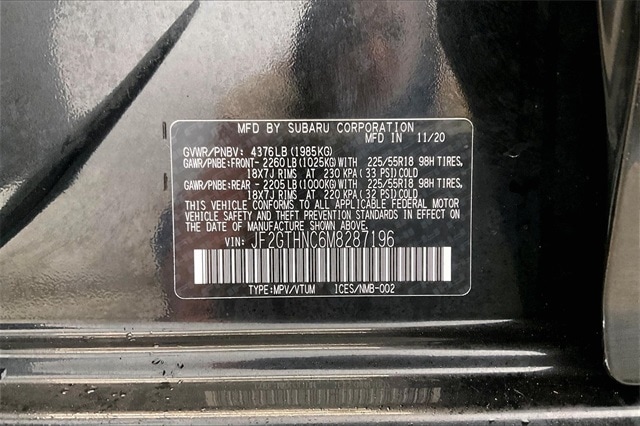 MFD BY SUBARU CORPORATION
MFD IN 11/20
GVWR/PNBV: 4376LB (1985KG)
GAWR/PNBE: FRONT- 2260LB (1025KG) WITH 225/55R18 98H TIRES,
18X7J RIMS AT 230 KPA (33 PSI) COLD
GAWR/PNBE: REAR - 2205LB (1000KG) WITH 225/55R18 98H TIRES,
18X7J RIMS AT 220 KPA (32 PSI) COLD
THIS VEHICLE CONFORMS TO ALL APPLICABLE FEDERAL MOTOR
VEHICLE SAFETY AND THEFT PREVENTION STANDARDS IN EFFECT ON
THE DATE OF MANUFACTURE SHOWN ABOVE.
VIN: JF2GTHNC6M8287196
TYPE:MPV/VTUM ICES/NMB-002